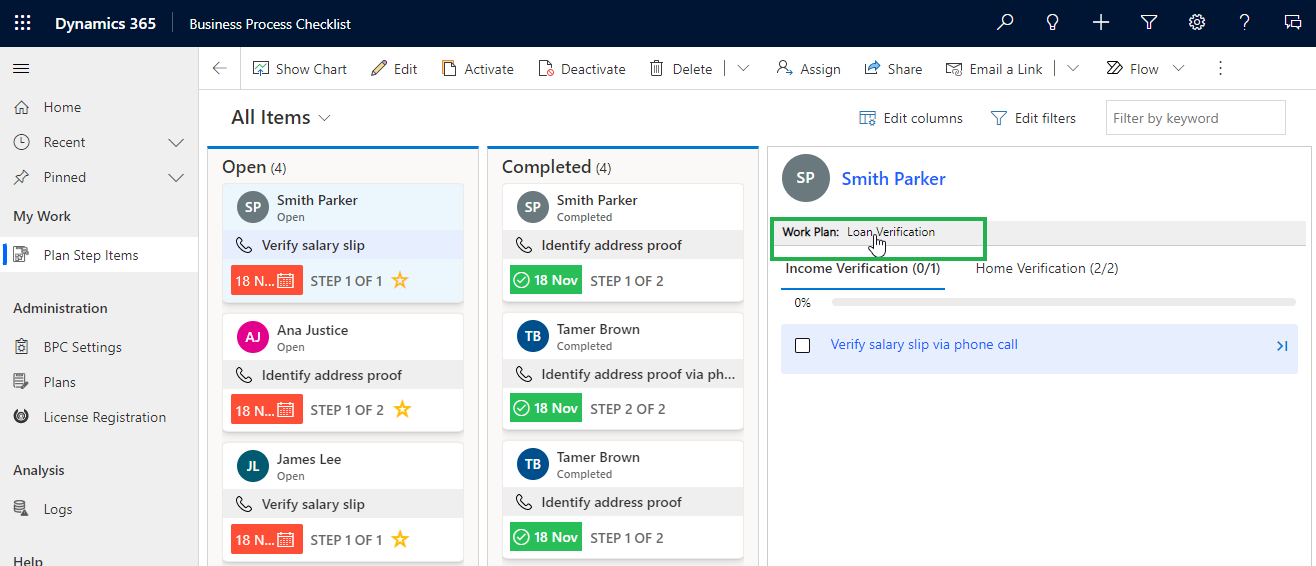 Dynamics 365
Business Process Checklist
Show Chart
Edit
Activate
Deactivate
Delete
Assign
Share
Email a Link
Flow
Home
Recent
Pinned
My Work
Plan Step Items
Administration
BPC Settings
Plans
License Registration
Analysis
Logs
Help
All Items
Edit columns
Edit filters
Filter by keyword
Open (4)
SP
Smith Parker
Open
Verify salary slip
18 N...
STEP 1 OF 1
AJ
Ana Justice
Open
Identify address proof
18 N...
STEP 1 OF 2
JL
James Lee
Open
Verify salary slip
18 N...
STEP 1 OF 1
Completed (4)
SP
Smith Parker
Completed
Identify address proof
18 Nov
STEP 1 OF 2
TB
Tamer Brown
Completed
Identify address proof via ph...
18 Nov
STEP 2 OF 2
TB
Tamer Brown
Completed
Identify address proof
18 Nov
STEP 1 OF 2
SP
Smith Parker
Work Plan: Loan Verification
Income Verification (0/1)
Home Verification (2/2)
0%
Verify salary slip via phone call